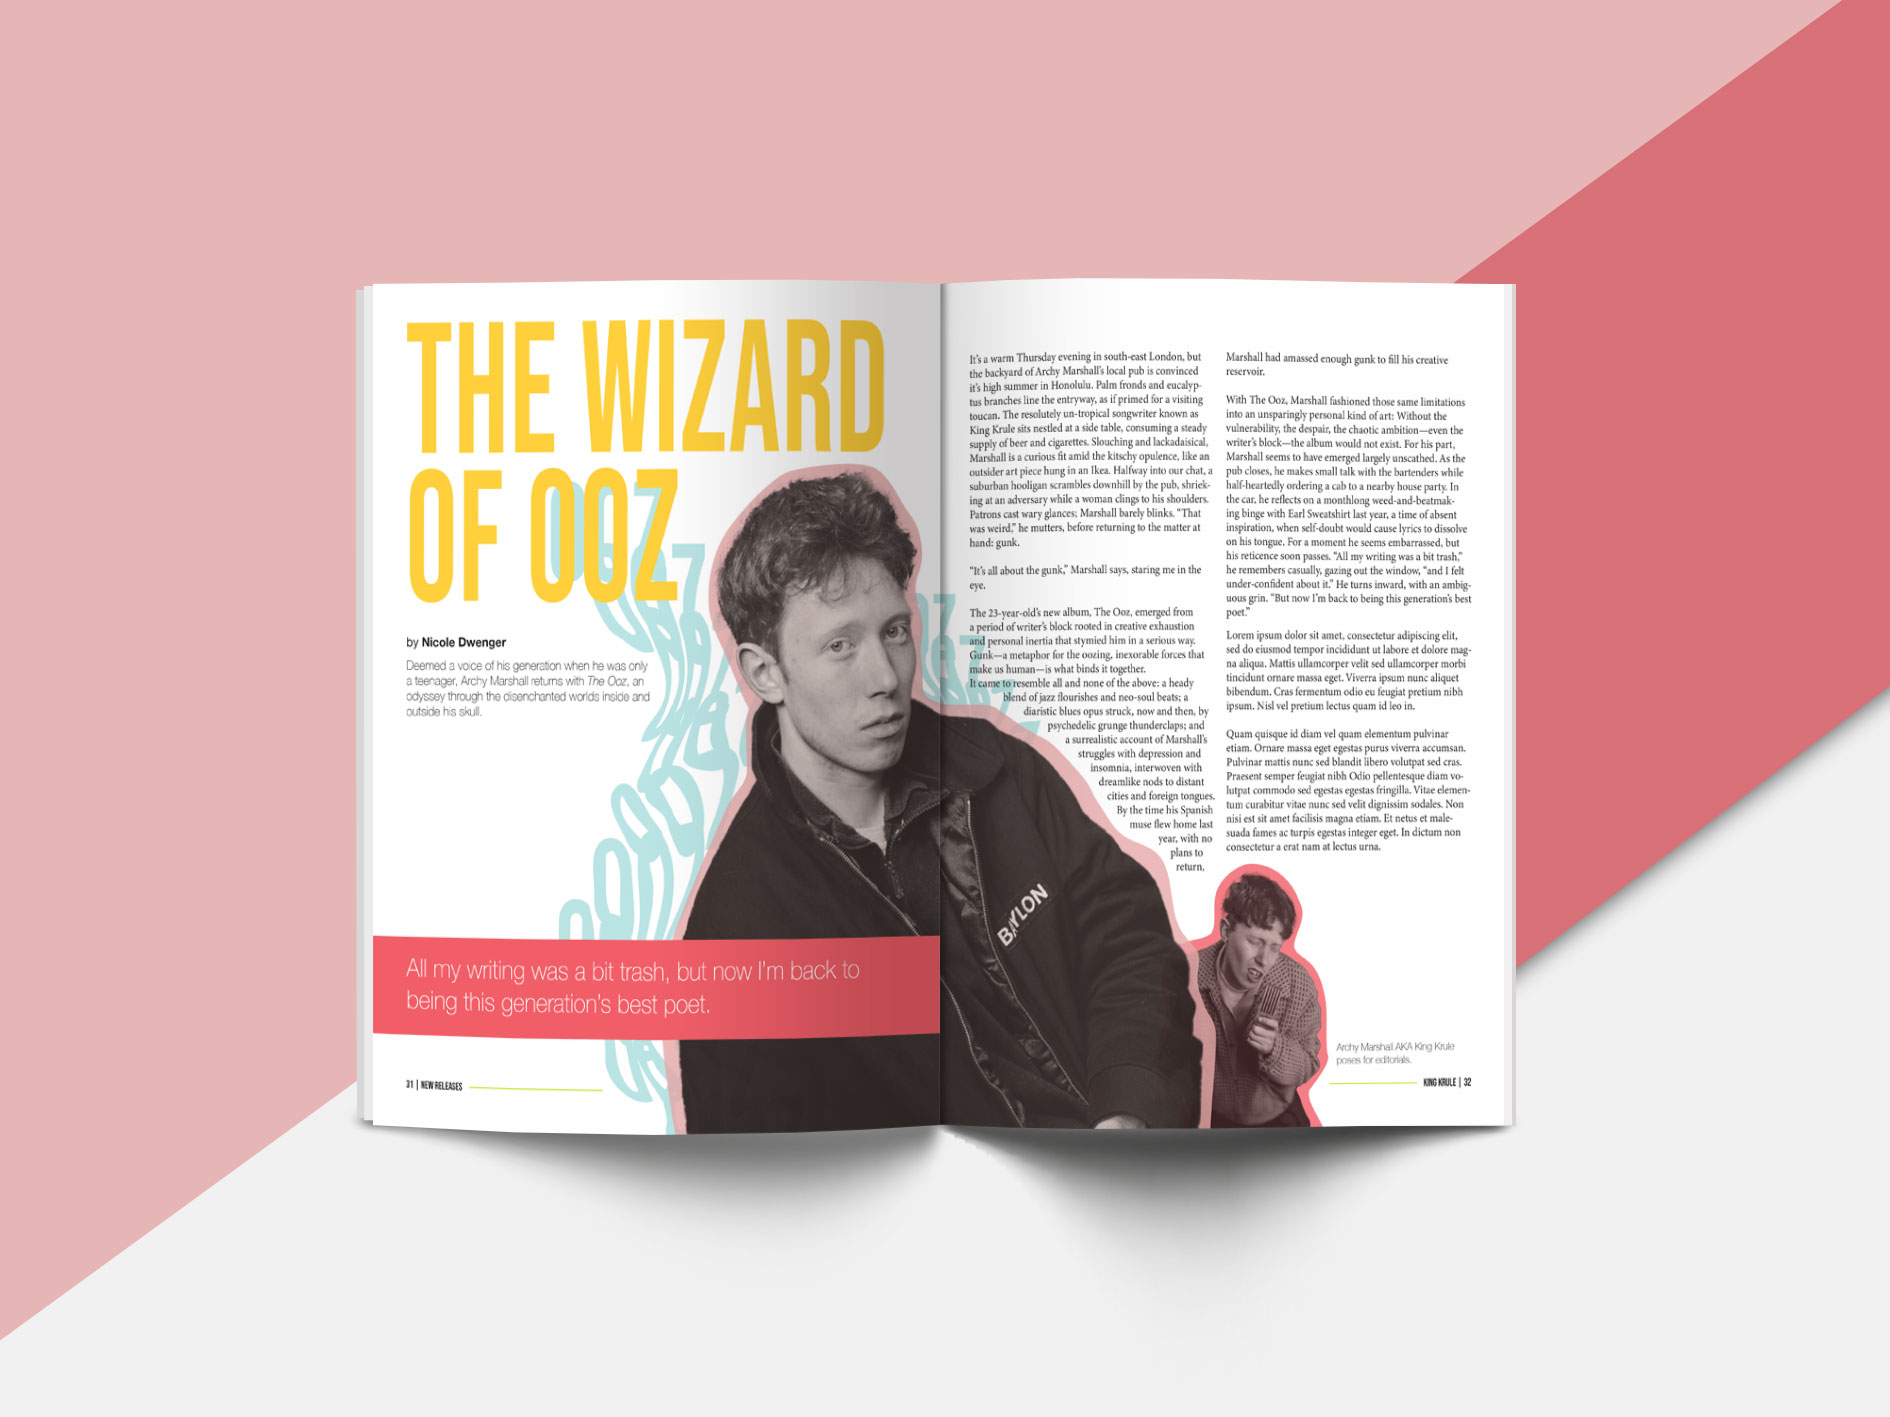 THE WIZARD
OF OOZ
by Nicole Dwenger
Deemed a voice of his generation when he was only
a teenager, Archy Marshall returns with The Ooz, an
odyssey through the disenchanted worlds inside and
outside his skull.
All my writing was a bit trash, but now I'm back to
being this generation's best poet.
31 | NEW RELEASES
It's a warm Thursday evening in south-east London, but
the backyard of Archy Marshall's local pub is convinced
it's high summer in Honolulu. Palm fronds and eucalyp-
tus branches line the entryway, as if primed for a visiting
toucan. The resolutely un-tropical songwriter known as
King Krule sits nestled at a side table, consuming a steady
supply of beer and cigarettes. Slouching and lackadaisical,
Marshall is a curious fit amid the kitschy opulence, like an
outsider art piece hung in an Ikea. Halfway into our chat, a
suburban hooligan scrambles downhill by the pub, shriek-
ing at an adversary while a woman clings to his shoulders.
Patrons cast wary glances; Marshall barely blinks. "That
was weird," he mutters, before returning to the matter at
hand: gunk.
"It's all about the gunk," Marshall says, staring me in the
eye.
The 23-year-old's new album, The Ooz, emerged from
a period of writer's block rooted in creative exhaustion
and personal inertia that stymied him in a serious way.
Gunk—a metaphor for the oozing, inexorable forces that
make us human—is what binds it together.
It came to resemble all and none of the above: a heady
blend of jazz flourishes and neo-soul beats; a
diaristic blues opus struck, now and then, by
psychedelic grunge thunderclaps; and
a surrealistic account of Marshall's
struggles with depression and
insomnia, interwoven with
dreamlike nods to distant
cities and foreign tongues.
By the time his Spanish
muse flew home last
year, with no
plans to
return,
BABYLON
Marshall had amassed enough gunk to fill his creative
reservoir.
With The Ooz, Marshall fashioned those same limitations
into an unsparingly personal kind of art: Without the
vulnerability, the despair, the chaotic ambition—even the
writer's block—the album would not exist. For his part,
Marshall seems to have emerged largely unscathed. As the
pub closes, he makes small talk with the bartenders while
half-heartedly ordering a cab to a nearby house party. In
the car, he reflects on a monthlong weed-and-beatmak-
ing binge with Earl Sweatshirt last year, a time of absent
inspiration, when self-doubt would cause lyrics to dissolve
on his tongue. For a moment he seems embarrassed, but
his reticence soon passes. "All my writing was a bit trash,"
he remembers casually, gazing out the window, "and I felt
under-confident about it." He turns inward, with an ambig-
uous grin. "But now I'm back to being this generation's best
poet."
Lorem ipsum dolor sit amet, consectetur adipiscing elit,
sed do eiusmod tempor incididunt ut labore et dolore mag-
na aliqua. Mattis ullamcorper velit sed ullamcorper morbi
tincidunt ornare massa eget. Viverra ipsum nunc aliquet
bibendum. Cras fermentum odio eu feugiat pretium nibh
ipsum. Nisl vel pretium lectus quam id leo in.
Quam quisque id diam vel quam elementum pulvinar
etiam. Ornare massa eget egestas purus viverra accumsan.
Pulvinar mattis nunc sed blandit libero volutpat sed cras.
Praesent semper feugiat nibh Odio pellentesque diam vo-
lutpat commodo sed egestas egestas fringilla. Vitae elemen-
tum curabitur vitae nunc sed velit dignissim sodales. Non
nisi est sit amet facilisis magna etiam. Et netus et male-
suada fames ac turpis egestas integer eget. In dictum non
consectetur a erat nam at lectus urna.
Archy Marshall AKA King Krule
poses for editorials.
KING KRULE | 32